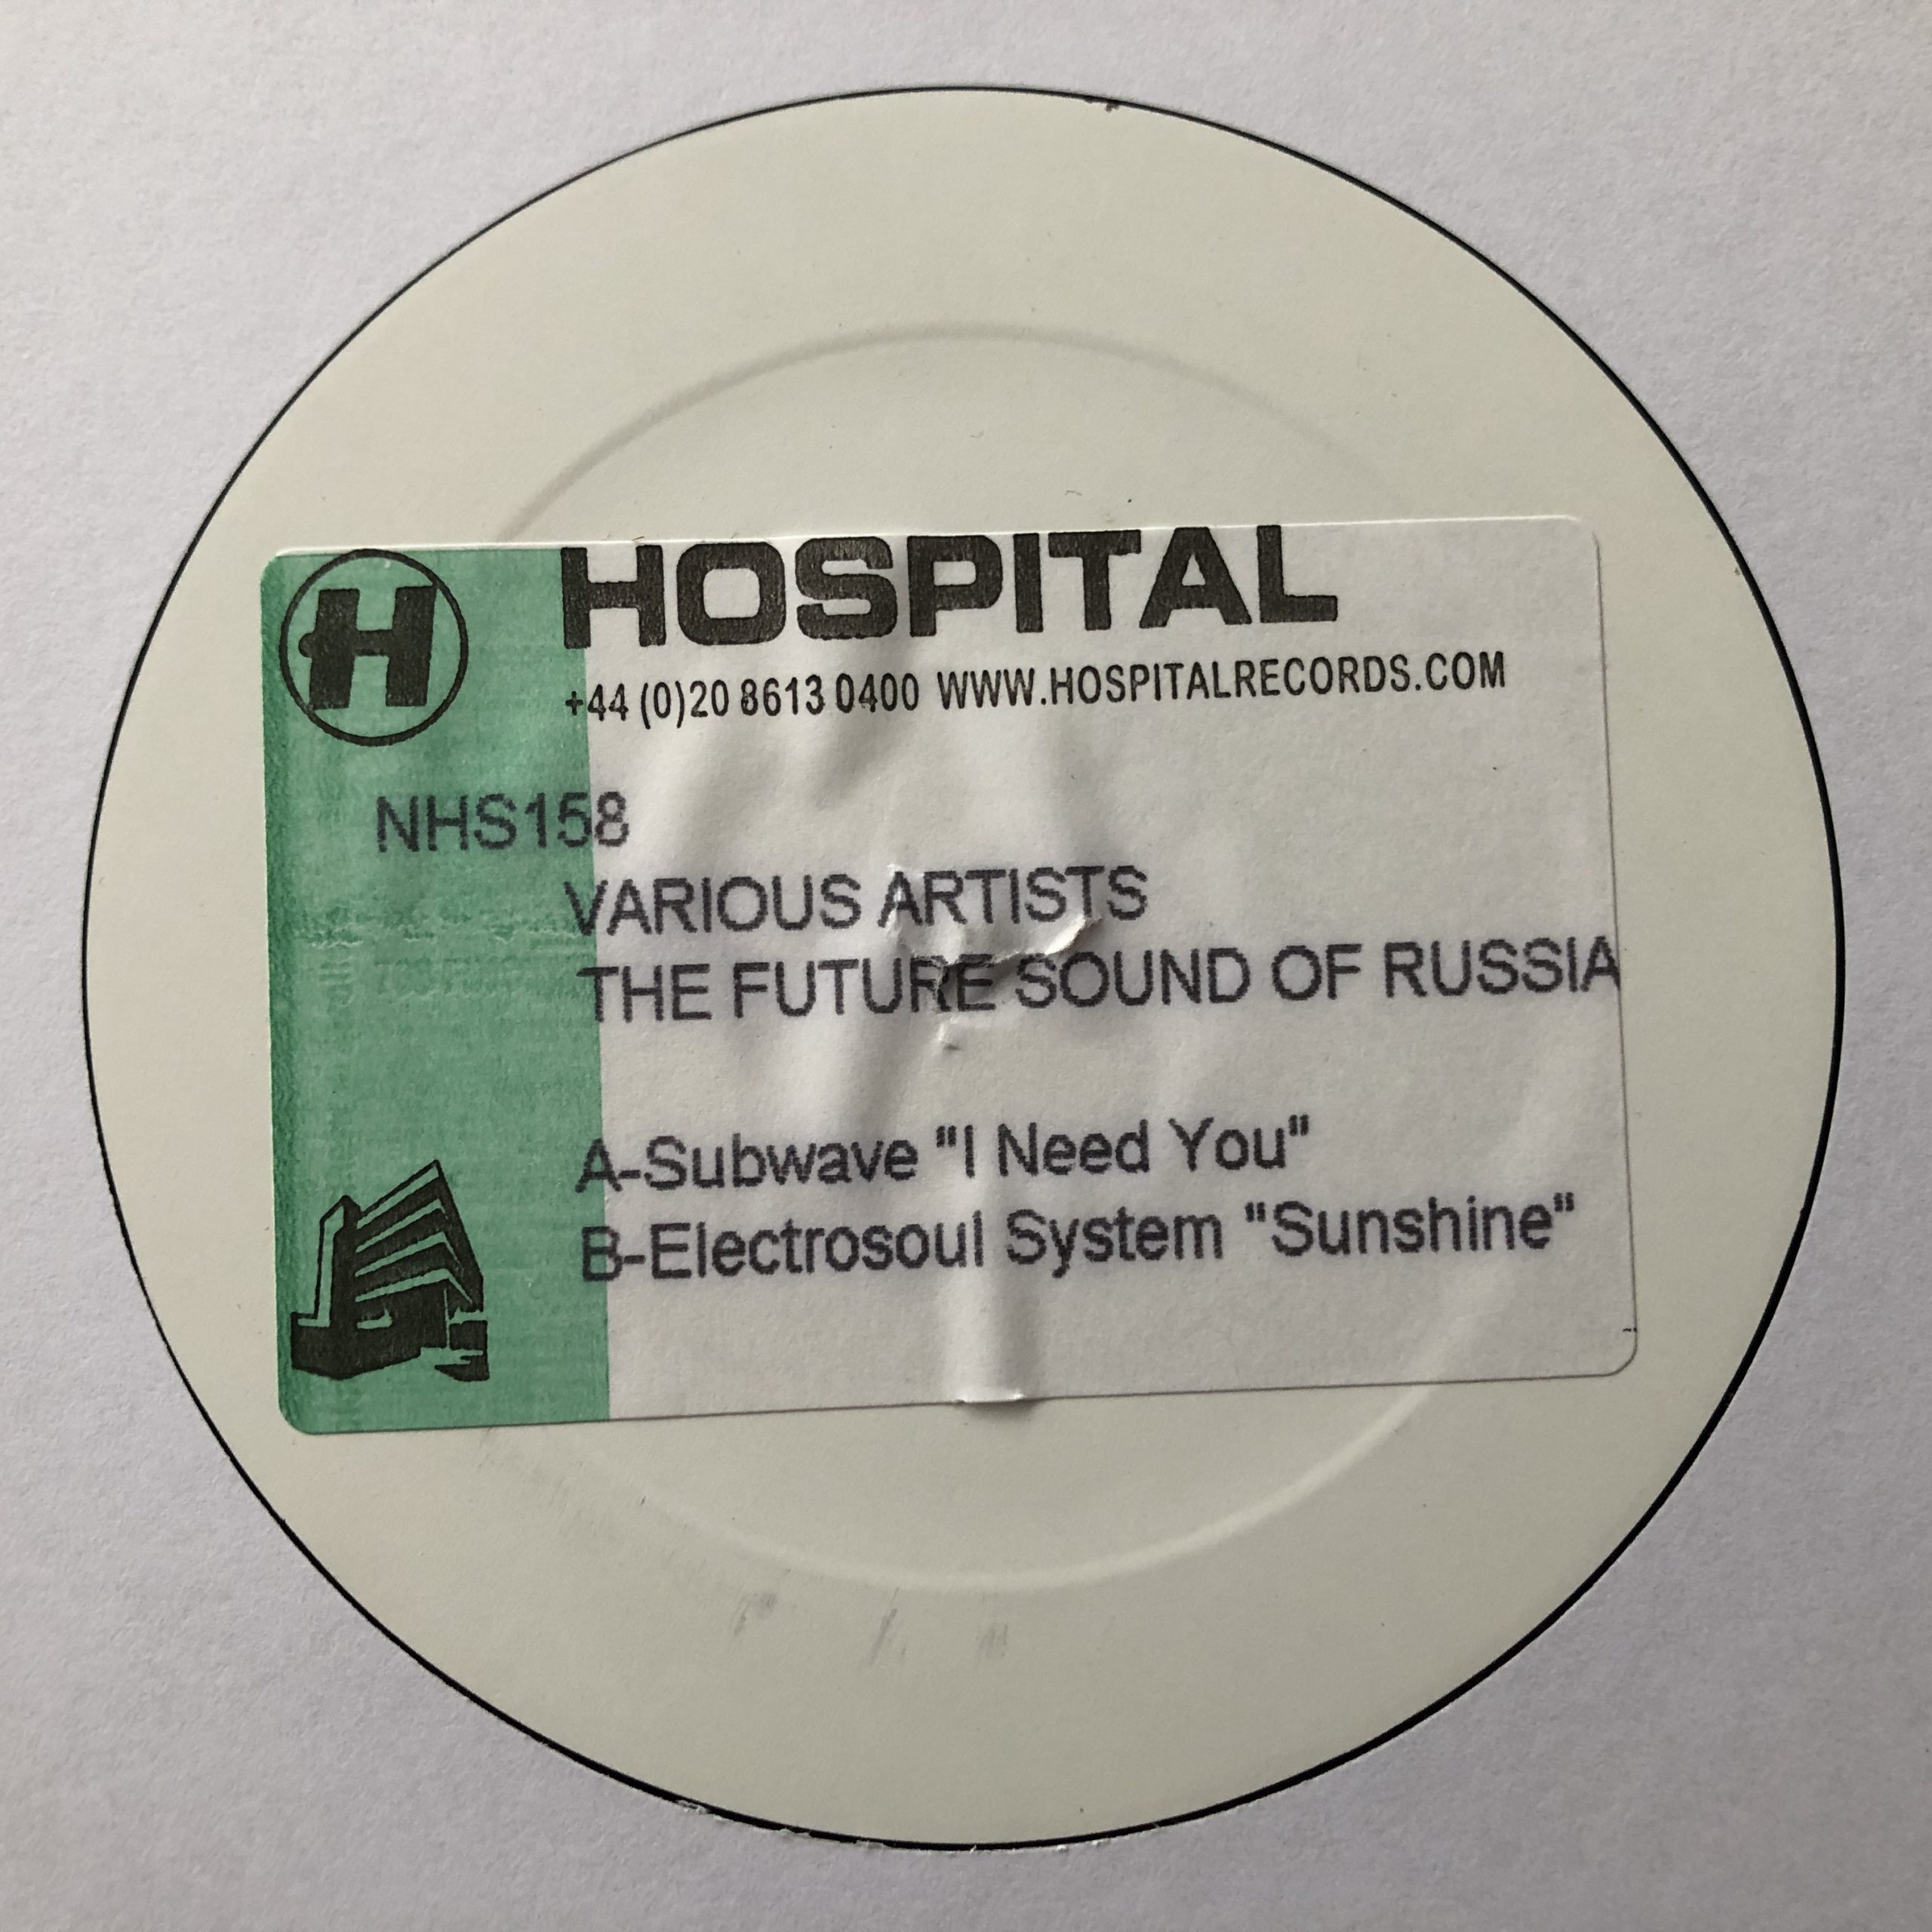 H
HOSPITAL
+44 (0)20 8613 0400 WWW.HOSPITALRECORDS.COM
NHS158
VARIOUS ARTISTS
THE FUTURE SOUND OF RUSSIA
A-Subwave "I Need You"
B-Electrosoul System "Sunshine"